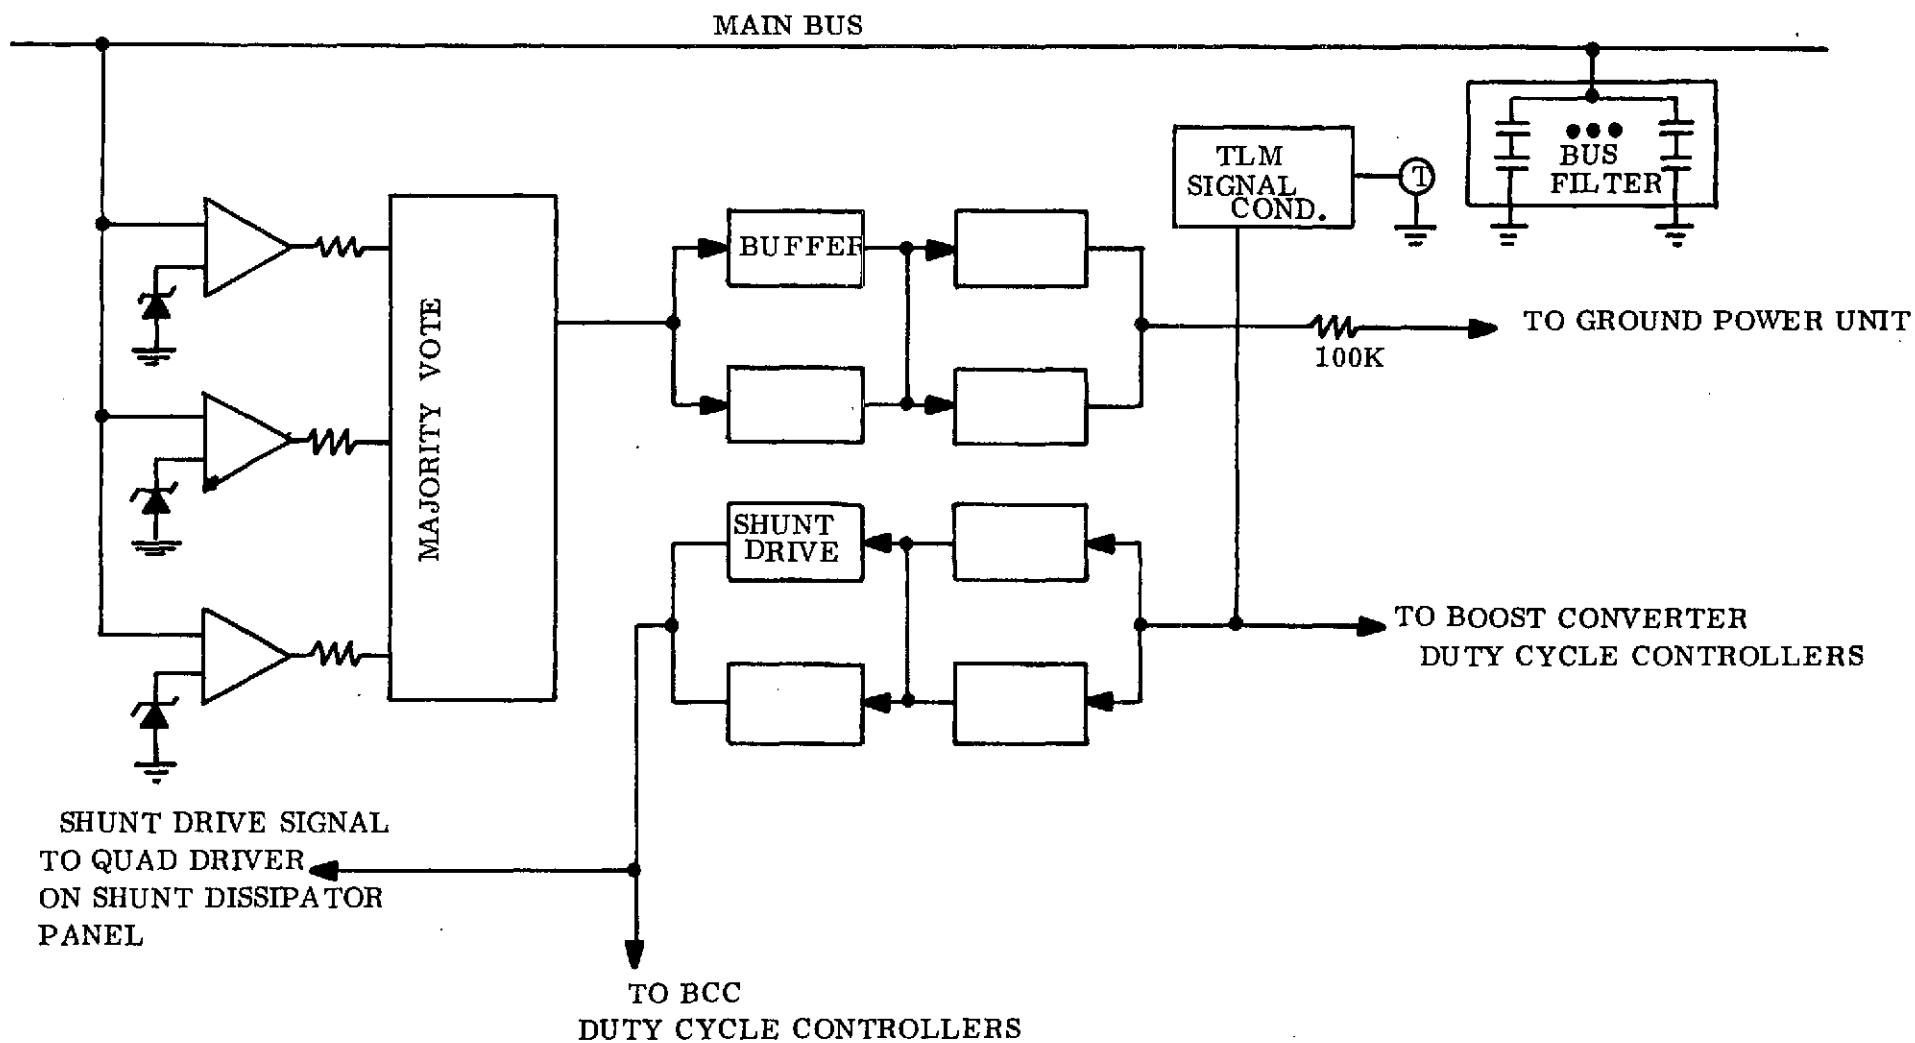 MAIN BUS
TLM
SIGNAL
COND.
T
BUS
FILTER
BUFFER
MAJORITY VOTE
TO GROUND POWER UNIT
100K
SHUNT
DRIVE
TO BOOST CONVERTER
DUTY CYCLE CONTROLLERS
SHUNT DRIVE SIGNAL
TO QUAD DRIVER
ON SHUNT DISSIPATOR
PANEL
TO BCC
DUTY CYCLE CONTROLLERS